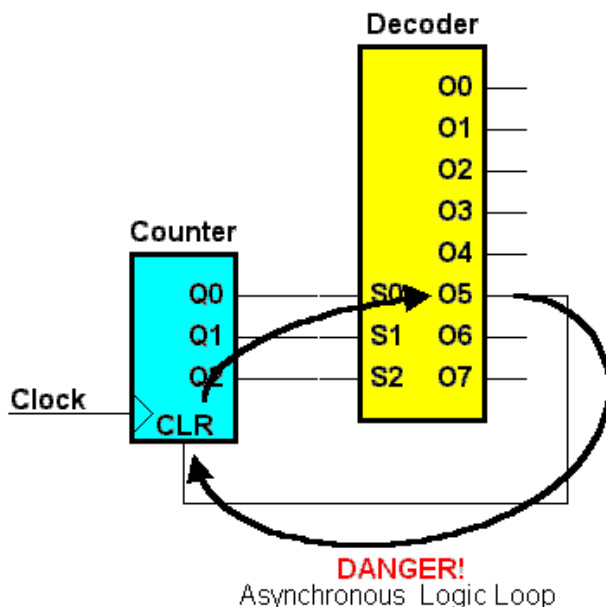 Decoder
O0
O1
O2
O3
O4
Counter
Q0 S0 O5
Q1 S1 O6
Q2 S2 O7
Clock
CLR
DANGER!
Asynchronous Logic Loop